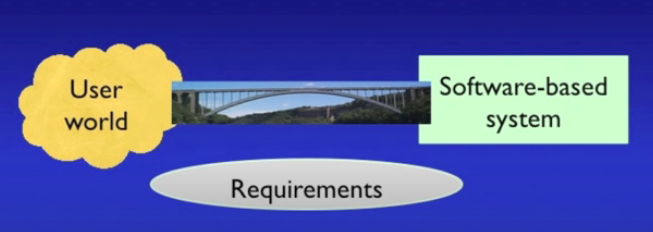 User
world
Software-based
system
Requirements